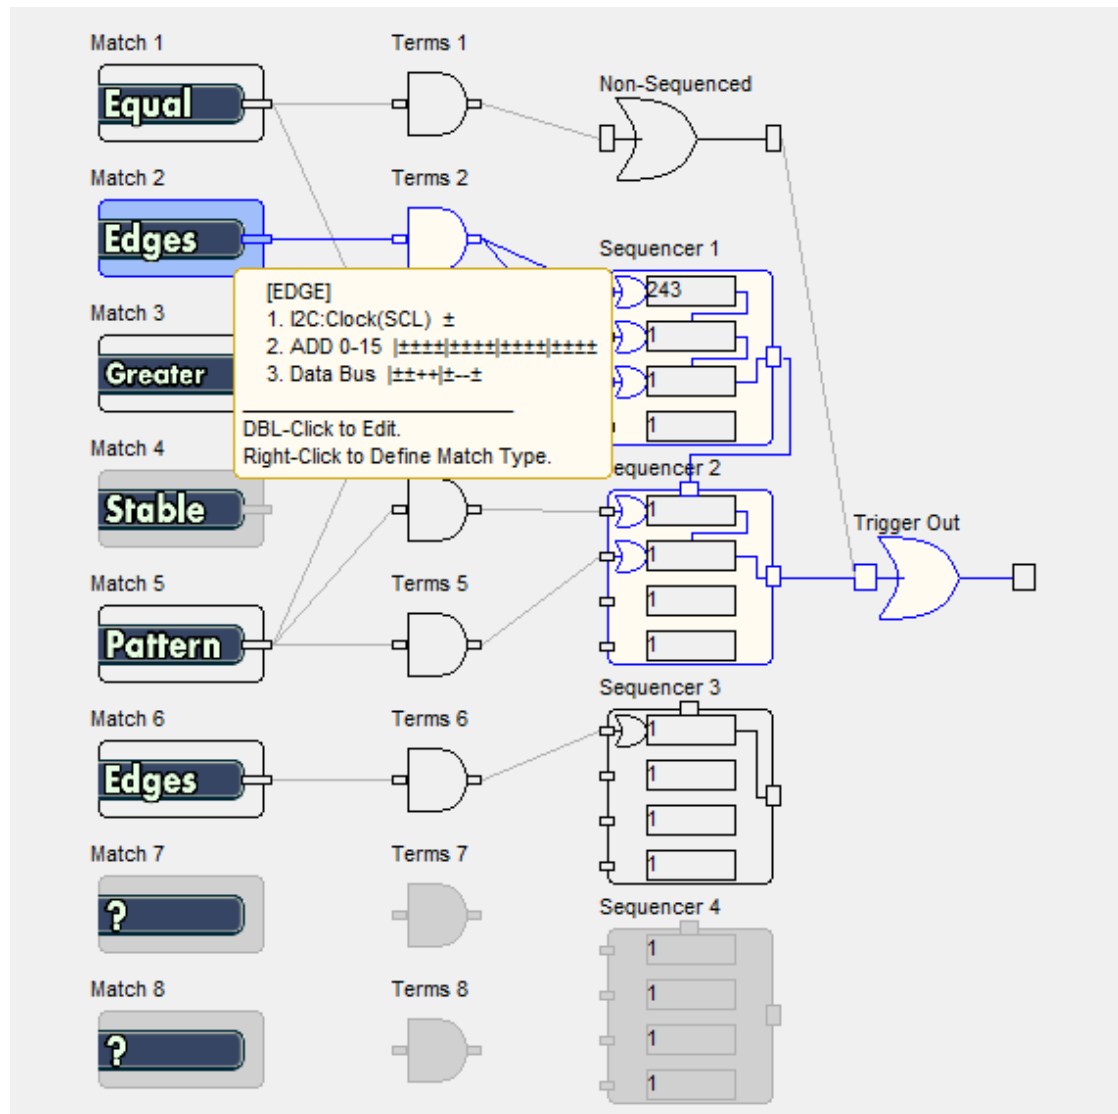 Match 1
Terms 1
Equal
Non-Sequenced
Match 2
Terms 2
Edges
Sequencer 1
243
1
1
1
[EDGE]
1. I2C:Clock(SCL) ±
2. ADD 0-15 |±±±±|±±±±|±±±±|±±±±
3. Data Bus |±±++|±--±
DBL-Click to Edit.
Right-Click to Define Match Type.
Match 3
Greater
Match 4
Stable
equencer 2
1
1
1
1
Trigger Out
Match 5
Terms 5
Pattern
Match 6
Terms 6
Edges
Sequencer 3
1
1
1
1
Match 7
Terms 7
?
Sequencer 4
1
1
1
1
Match 8
Terms 8
?